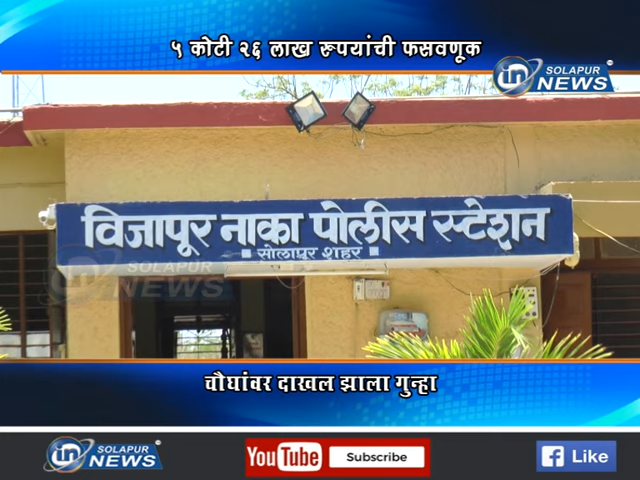 ५ कोटी २६ लाख रूपयांची फसवणूक
in SOLAPUR NEWS
विजापूर नाका पोलीस स्टेशन
सोलापूर शहर
in SOLAPUR NEWS
चौघांवर दाखल झाला गुन्हा
in SOLAPUR NEWS
YouTube Subscribe
f Like